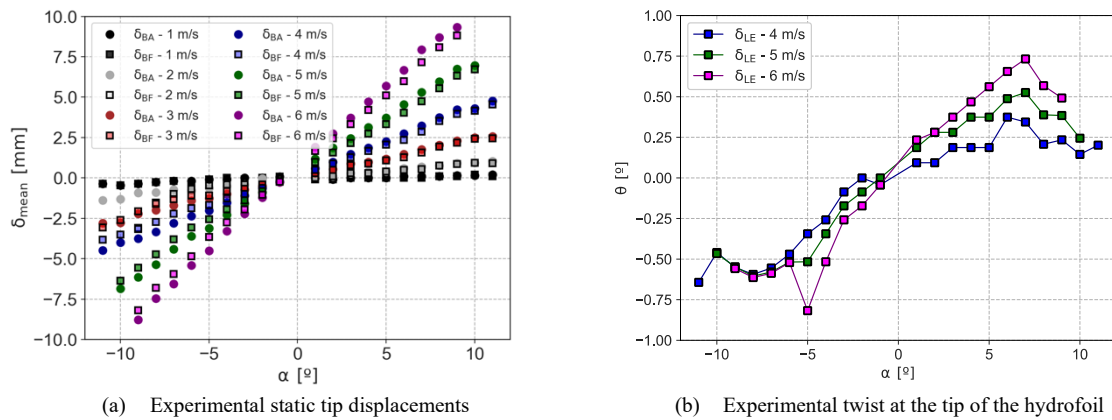 10.0
7.5
5.0
2.5
0.0
−2.5
−5.0
−7.5
−10.0
δmean [mm]
δBA - 1 m/s
δBF - 1 m/s
δBA - 2 m/s
δBF - 2 m/s
δBA - 3 m/s
δBF - 3 m/s
δBA - 4 m/s
δBF - 4 m/s
δBA - 5 m/s
δBF - 5 m/s
δBA - 6 m/s
δBF - 6 m/s
−10 −5 0 5 10
α [º]
(a) Experimental static tip displacements
1.00
0.75
0.50
0.25
0.00
−0.25
−0.50
−0.75
−1.00
θ [º]
δLE - 4 m/s
δLE - 5 m/s
δLE - 6 m/s
−10 −5 0 5 10
α [º]
(b) Experimental twist at the tip of the hydrofoil